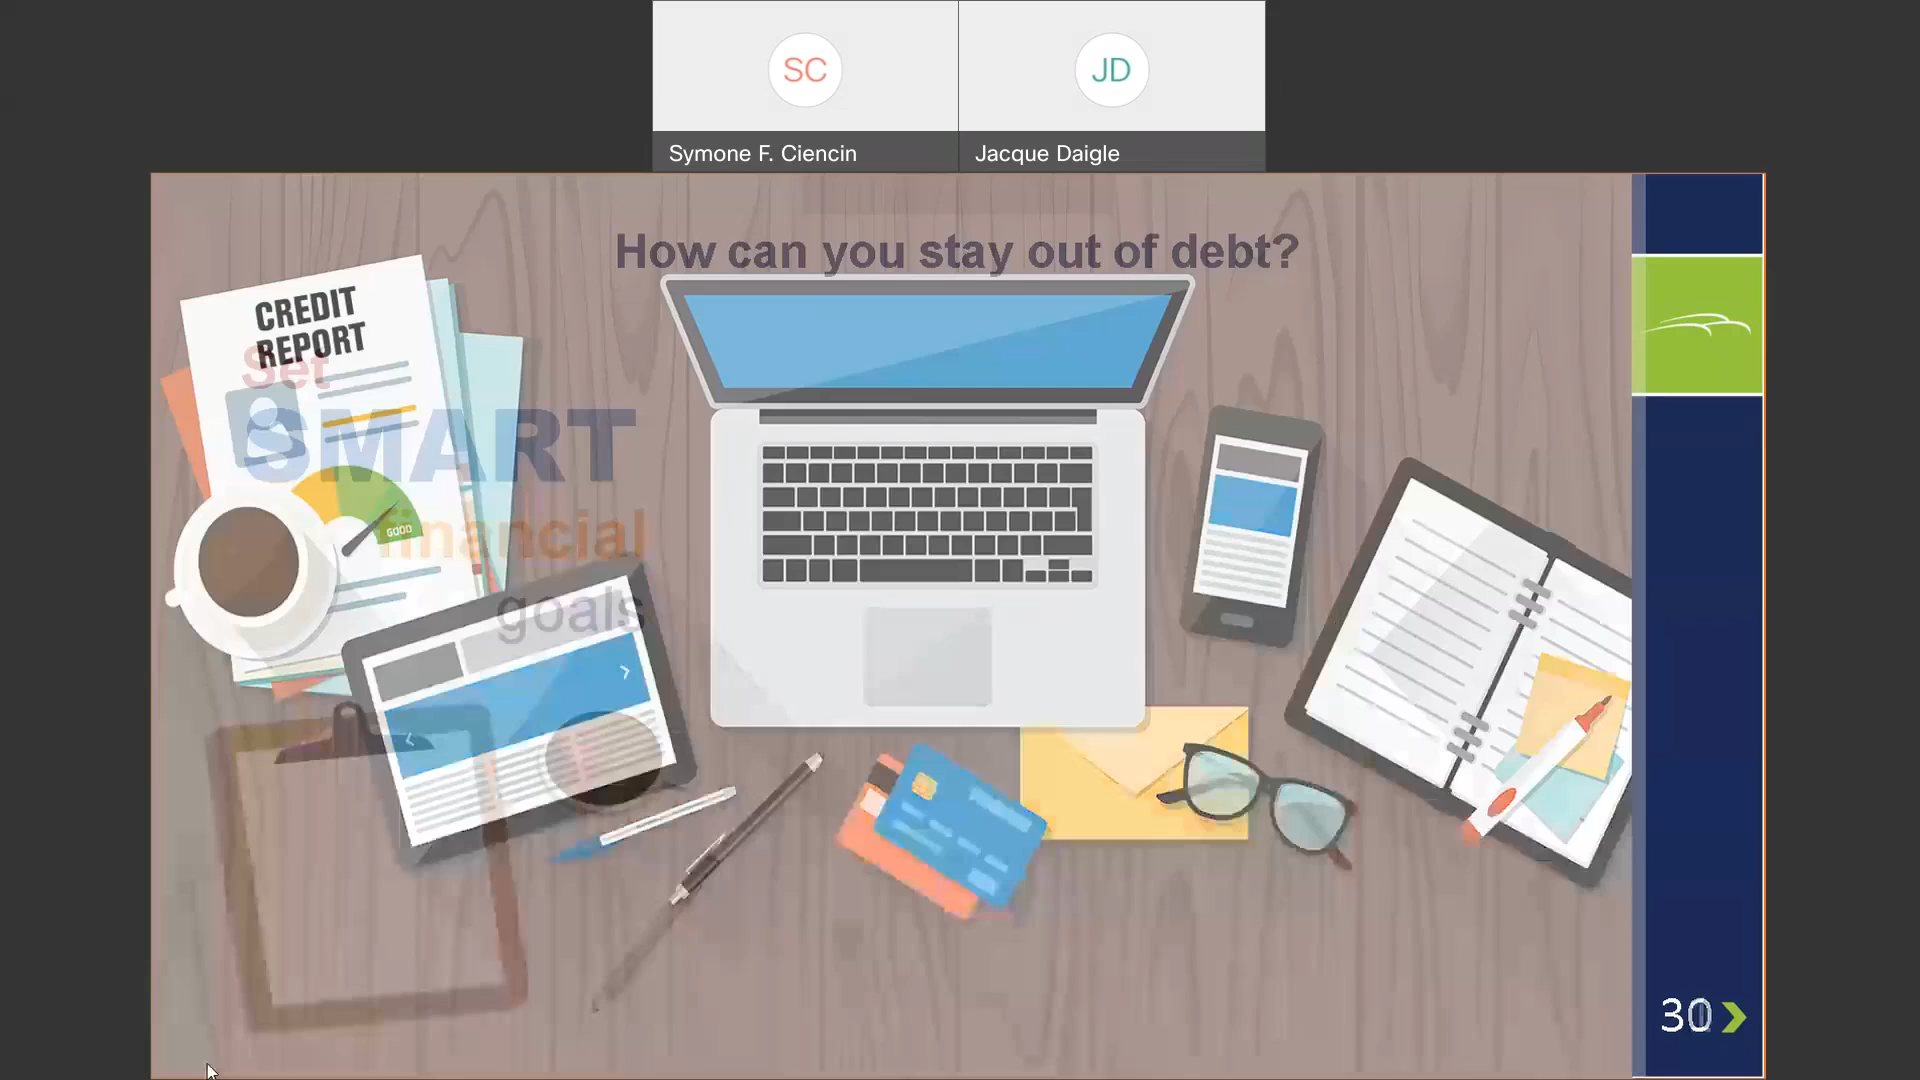 SC
JD
Symone F. Ciencin
Jacque Daigle
How can you stay out of debt?
CREDIT
REPORT
Set
SMART
GOOD
financial
goals